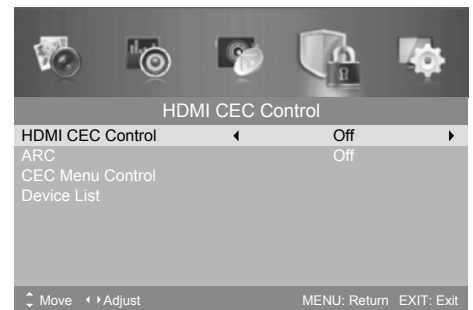 HDMI CEC Control
HDMI CEC Control Off
ARC Off
CEC Menu Control
Device List
Move Adjust MENU: Return EXIT: Exit